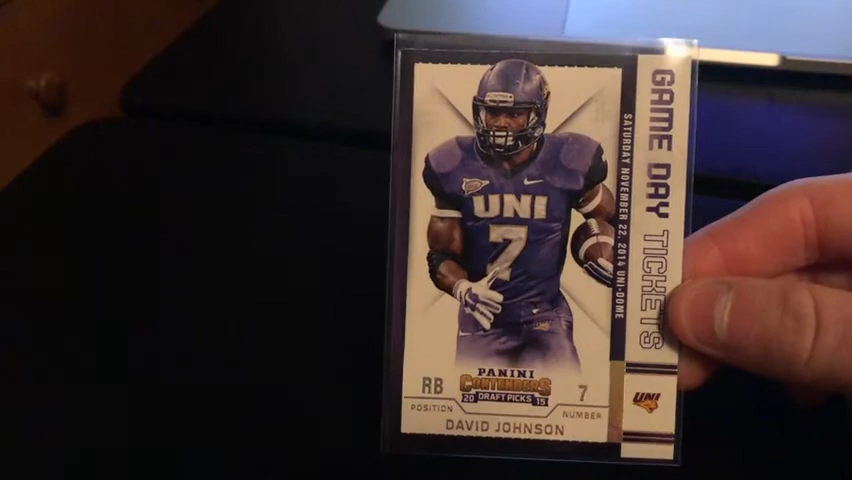 GAME DAY TICKETS
SATURDAY NOVEMBER 22, 2014 UNI-DOME
UNI
7
PANINI
CONTENDERS
20 DRAFT PICKS 15
RB
POSITION
7
NUMBER
DAVID JOHNSON
UNI